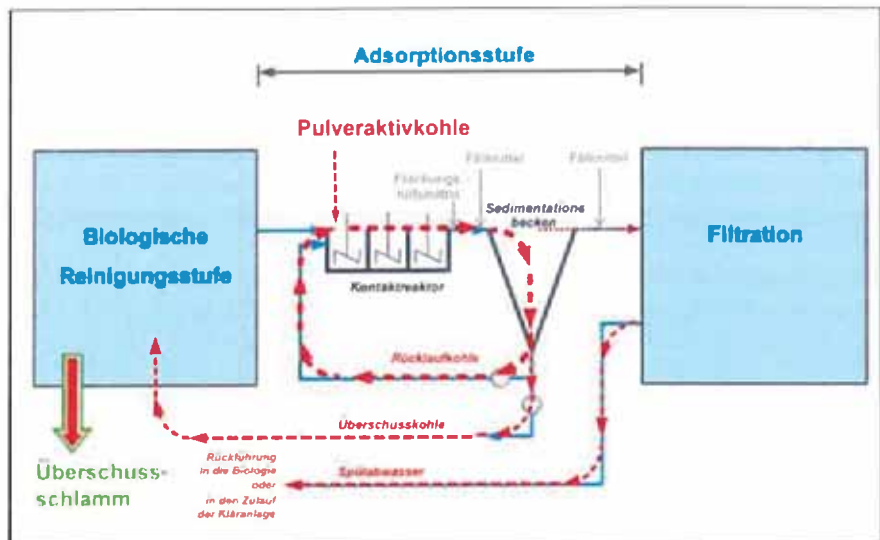 Adsorptionsstufe
Pulveraktivkohle
Fällmittel
Fällmittel
Flockungs
hilfsmittel
Sedimentations
becken
Biologische
Reinigungsstufe
Filtration
Kontaktreaktor
Rücklaufkohle
Überschusskohle
Überschuss
schlamm
Rückführung
in die Biologie
oder
in den Zulauf
der Kläranlage
Spülabwasser